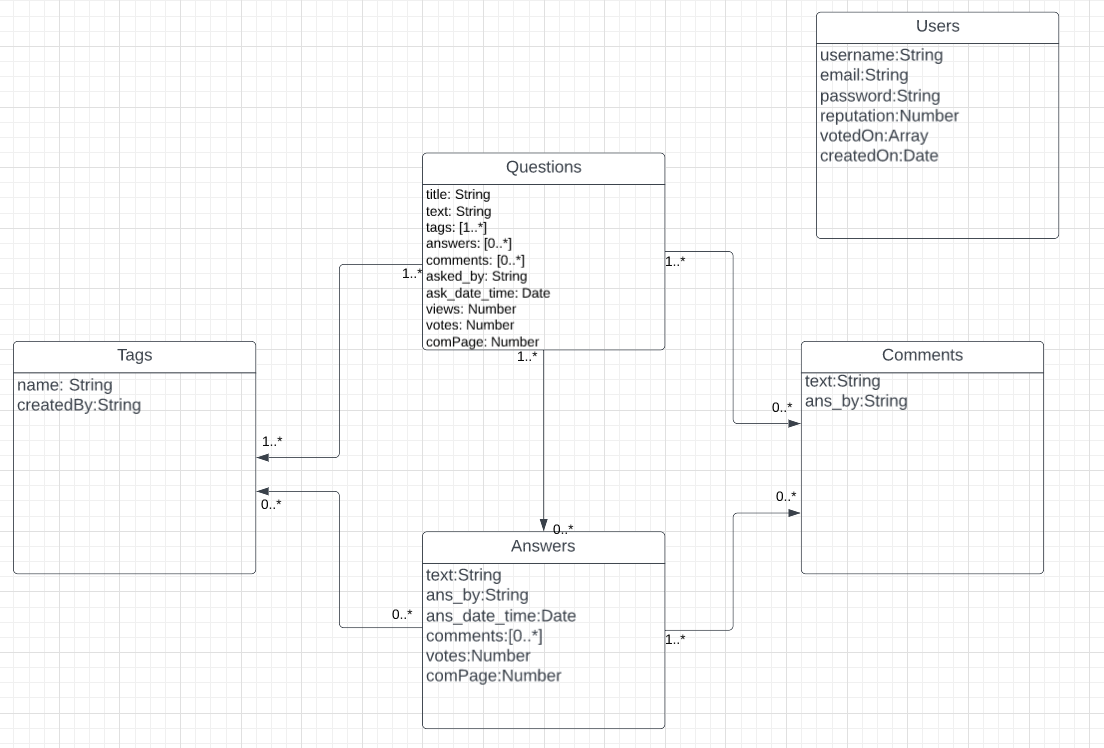 Users
username:String
email:String
password:String
reputation:Number
votedOn:Array
createdOn:Date
Questions
title: String
text: String
tags: [1..*]
answers: [0..*]
comments: [0..*]
asked_by: String
ask_date_time: Date
views: Number
votes: Number
comPage: Number
1..*
1..*
1..*
Tags
name: String
createdBy:String
1..*
0..*
Comments
text:String
ans_by:String
0..*
0..*
0..*
Answers
text:String
ans_by:String
ans_date_time:Date
comments:[0..*]
votes:Number
comPage:Number
0..*
1..*